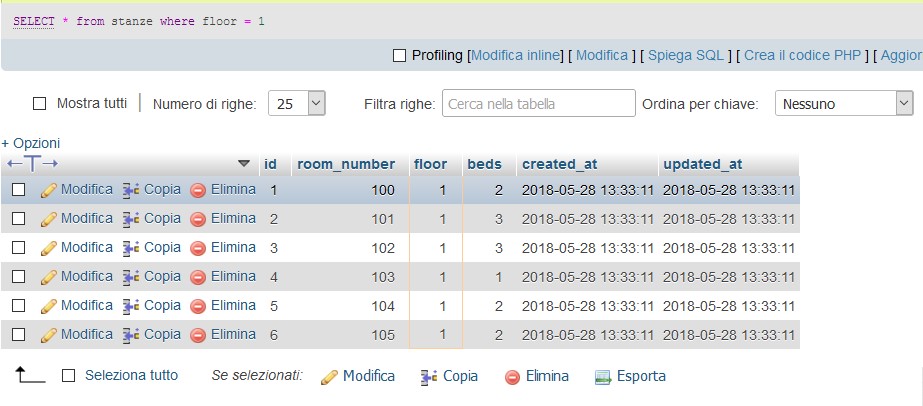 SELECT * from stanze where floor = 1
Profiling [Modifica inline] [ Modifica ] [ Spiega SQL ] [ Crea il codice PHP ] [ Aggior
Mostra tutti | Numero di righe: 25 Filtra righe: Cerca nella tabella Ordina per chiave: Nessuno
+ Opzioni
←T→ id room_number floor beds created_at updated_at
Modifica Copia Elimina 1 100 1 2 2018-05-28 13:33:11 2018-05-28 13:33:11
Modifica Copia Elimina 2 101 1 3 2018-05-28 13:33:11 2018-05-28 13:33:11
Modifica Copia Elimina 3 102 1 3 2018-05-28 13:33:11 2018-05-28 13:33:11
Modifica Copia Elimina 4 103 1 1 2018-05-28 13:33:11 2018-05-28 13:33:11
Modifica Copia Elimina 5 104 1 2 2018-05-28 13:33:11 2018-05-28 13:33:11
Modifica Copia Elimina 6 105 1 2 2018-05-28 13:33:11 2018-05-28 13:33:11
Seleziona tutto Se selezionati: Modifica Copia Elimina Esporta